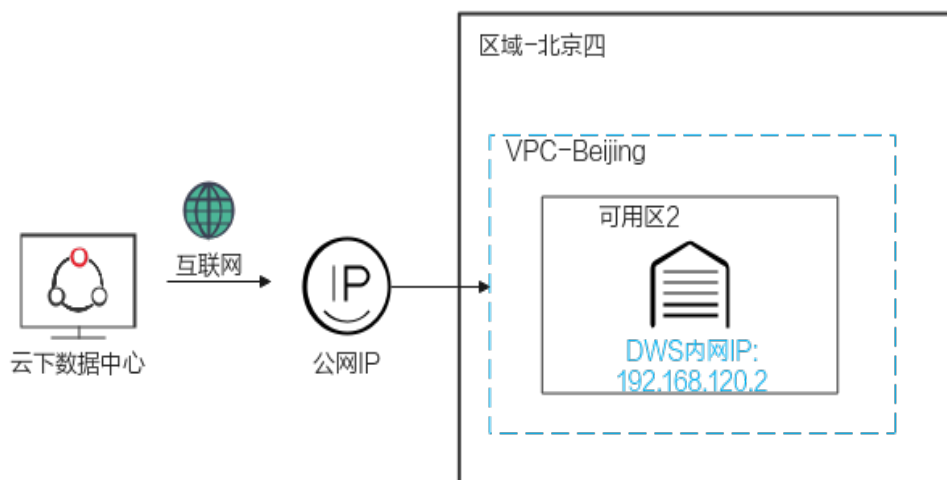 区域-北京四
VPC-Beijing
可用区2
互联网
IP
云下数据中心
公网IP
DWS内网IP:
192.168.120.2